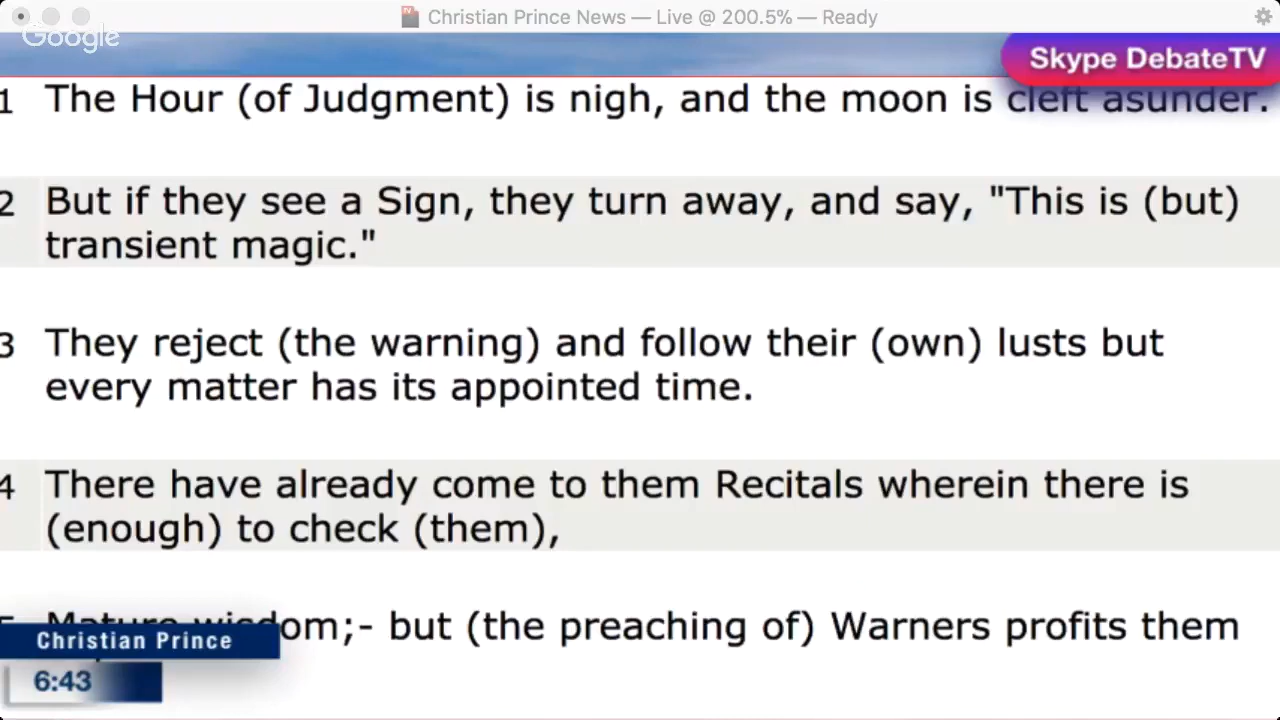 Christian Prince News — Live @ 200.5% — Ready
Google
Skype DebateTV
1 The Hour (of Judgment) is nigh, and the moon is cleft asunder.
2 But if they see a Sign, they turn away, and say, "This is (but)
transient magic."
3 They reject (the warning) and follow their (own) lusts but
every matter has its appointed time.
4 There have already come to them Recitals wherein there is
(enough) to check (them),
5 Mature wisdom;- but (the preaching of) Warners profits them
Christian Prince
6:43